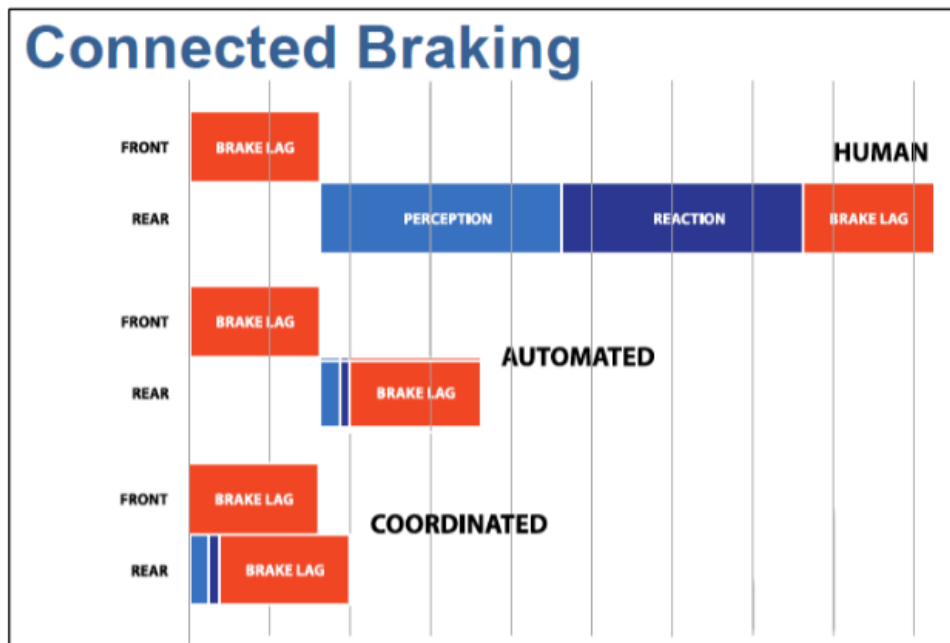 Connected Braking
FRONT BRAKE LAG
HUMAN
REAR PERCEPTION REACTION BRAKE LAG
FRONT BRAKE LAG
AUTOMATED
REAR BRAKE LAG
FRONT BRAKE LAG
COORDINATED
REAR BRAKE LAG